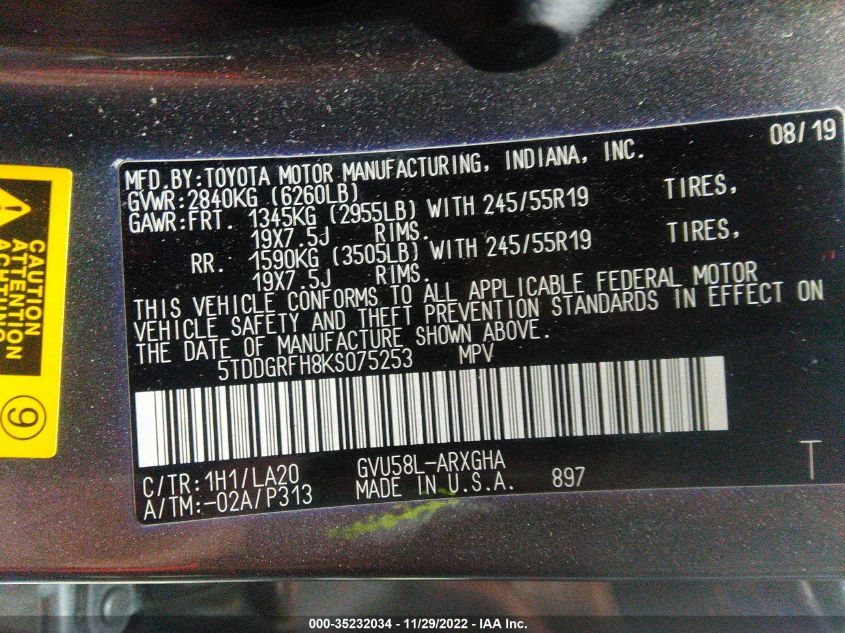 08/19
MFD.BY:TOYOTA MOTOR MANUFACTURING, INDIANA, INC.
GVWR:2840KG (6260LB)
GAWR:FRT. 1345KG (2955LB) WITH 245/55R19 TIRES,
19X7.5J RIMS.
RR. 1590KG (3505LB) WITH 245/55R19 TIRES,
19X7.5J RIMS.
THIS VEHICLE CONFORMS TO ALL APPLICABLE FEDERAL MOTOR
VEHICLE SAFETY AND THEFT PREVENTION STANDARDS IN EFFECT ON
THE DATE OF MANUFACTURE SHOWN ABOVE.
5TDDGRFH8KS075253 MPV
C/TR:1H1/LA20 GVU58L-ARXGHA
A/TM:-02A/P313 MADE IN U.S.A. 897
T
CAUTION
ATTENTION
ACHTUNG
9
000-35232034 - 11/29/2022 - IAA Inc.